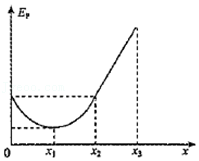 Eₚ
0 x₁ x₂ x₃ x